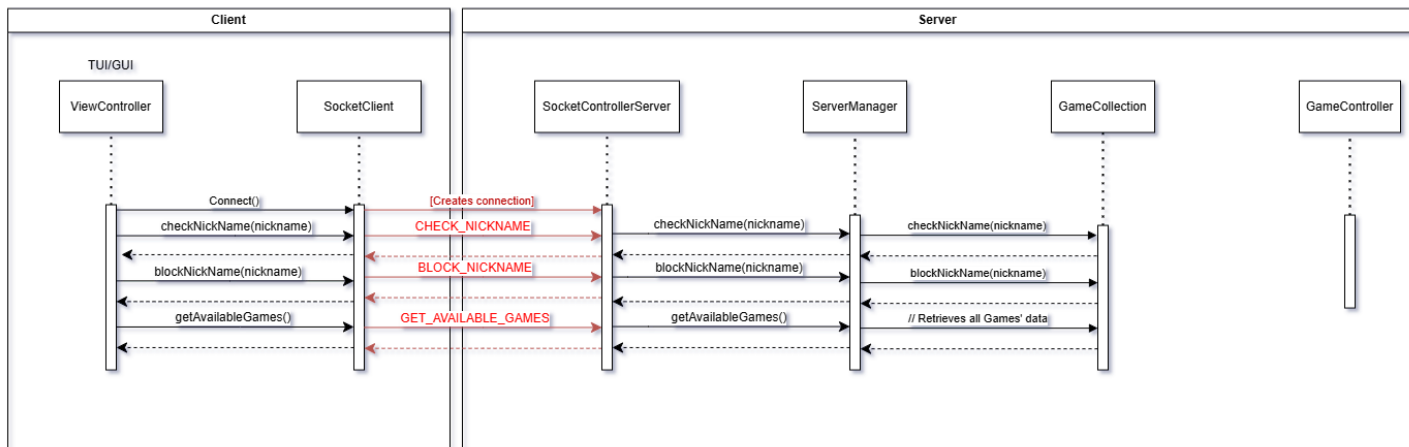 Client
Server
TUI/GUI
ViewController
SocketClient
SocketControllerServer
ServerManager
GameCollection
GameController
Connect()
[Creates connection]
checkNickName(nickname)
CHECK_NICKNAME
checkNickName(nickname)
checkNickName(nickname)
blockNickName(nickname)
BLOCK_NICKNAME
blockNickName(nickname)
blockNickName(nickname)
getAvailableGames()
GET_AVAILABLE_GAMES
getAvailableGames()
// Retrieves all Games' data